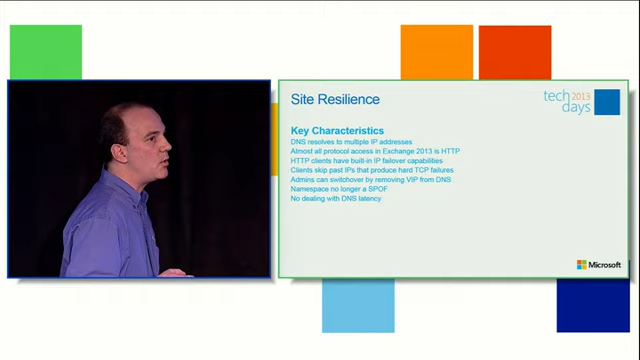 Site Resilience
tech 2013
days
Key Characteristics
DNS resolves to multiple IP addresses
Almost all protocol access in Exchange 2013 is HTTP
HTTP clients have built-in IP failover capabilities
Clients skip past IPs that produce hard TCP failures
Admins can switchover by removing VIP from DNS
Namespace no longer a SPOF
No dealing with DNS latency
Microsoft